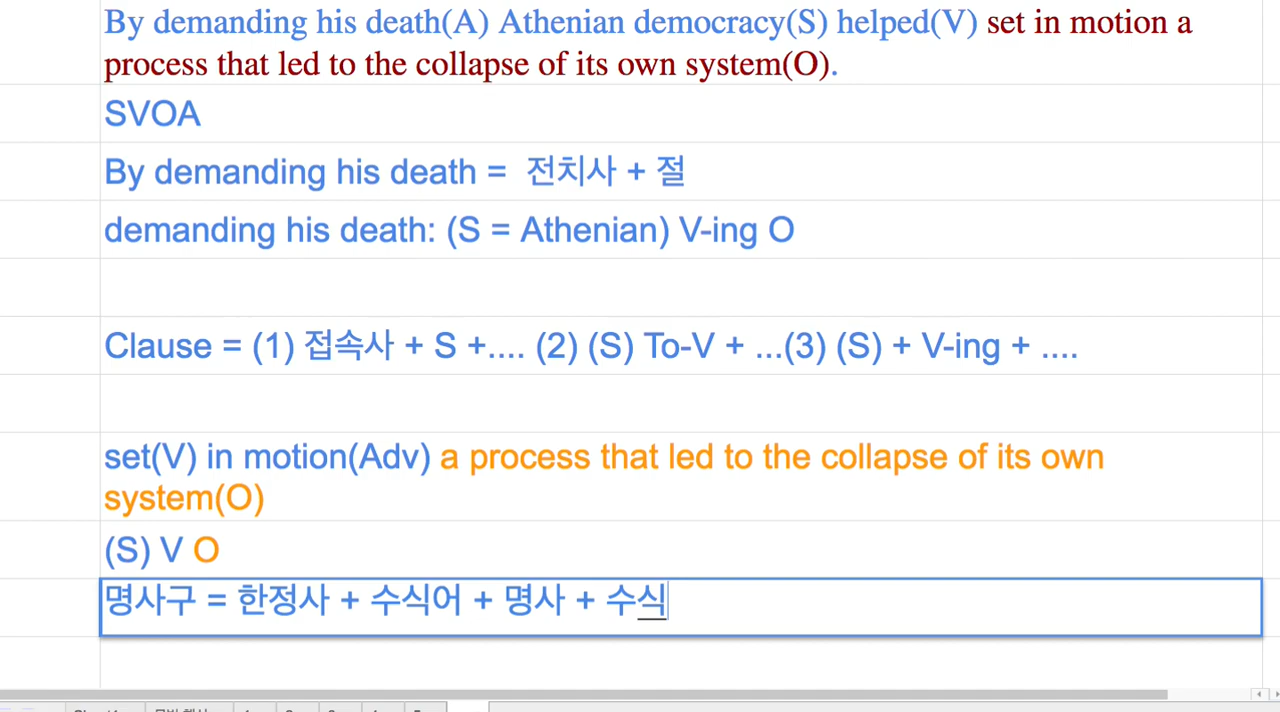 By demanding his death(A) Athenian democracy(S) helped(V) set in motion a
process that led to the collapse of its own system(O).
SVOA
By demanding his death = 전치사 + 절
demanding his death: (S = Athenian) V-ing O
Clause = (1) 접속사 + S +.... (2) (S) To-V + ...(3) (S) + V-ing + ....
set(V) in motion(Adv) a process that led to the collapse of its own
system(O)
(S) V O
명사구 = 한정사 + 수식어 + 명사 + 수식